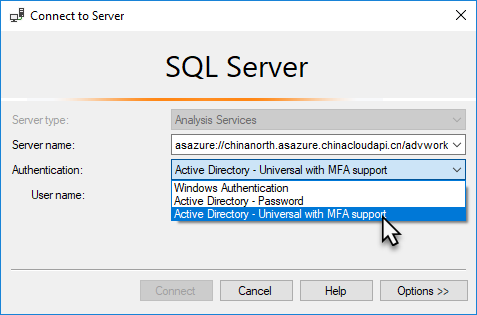 Connect to Server
SQL Server
Server type: Analysis Services
Server name: asazure://chinanorth.asazure.chinacloudapi.cn/advwork
Authentication: Active Directory - Universal with MFA support
Windows Authentication
User name: Active Directory - Password
Active Directory - Universal with MFA support
Connect Cancel Help Options >>